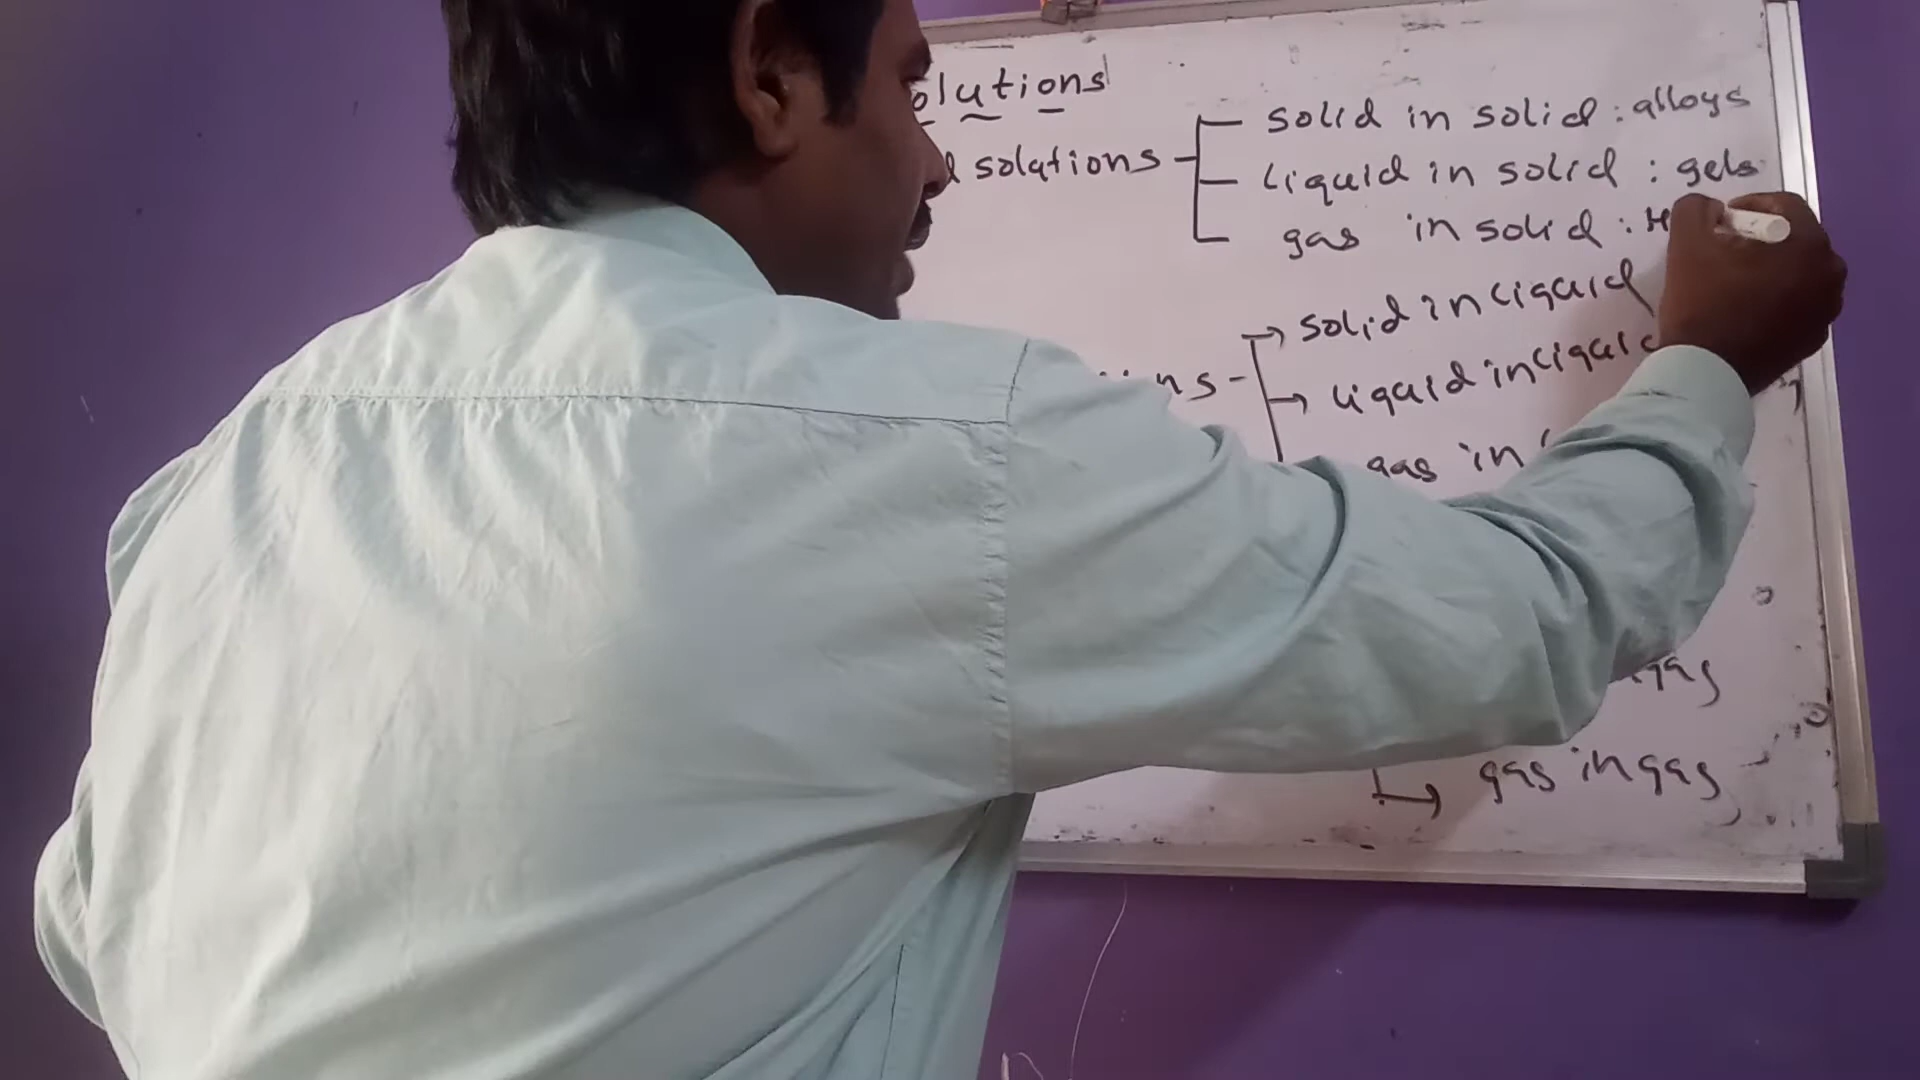 olutions
solutions
solid in solid : alloys
liquid in solid : gels
gas in solid : H
solid in liquid
liquid in liquid
gas in
gas
gas in gas